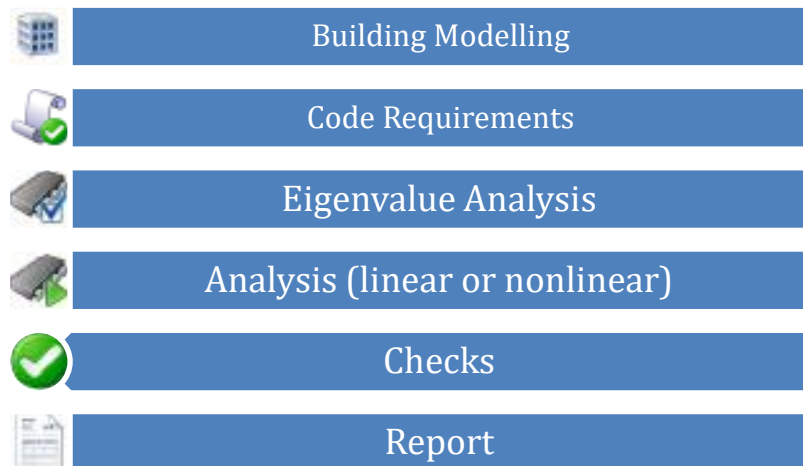 Building Modelling
Code Requirements
Eigenvalue Analysis
Analysis (linear or nonlinear)
Checks
Report